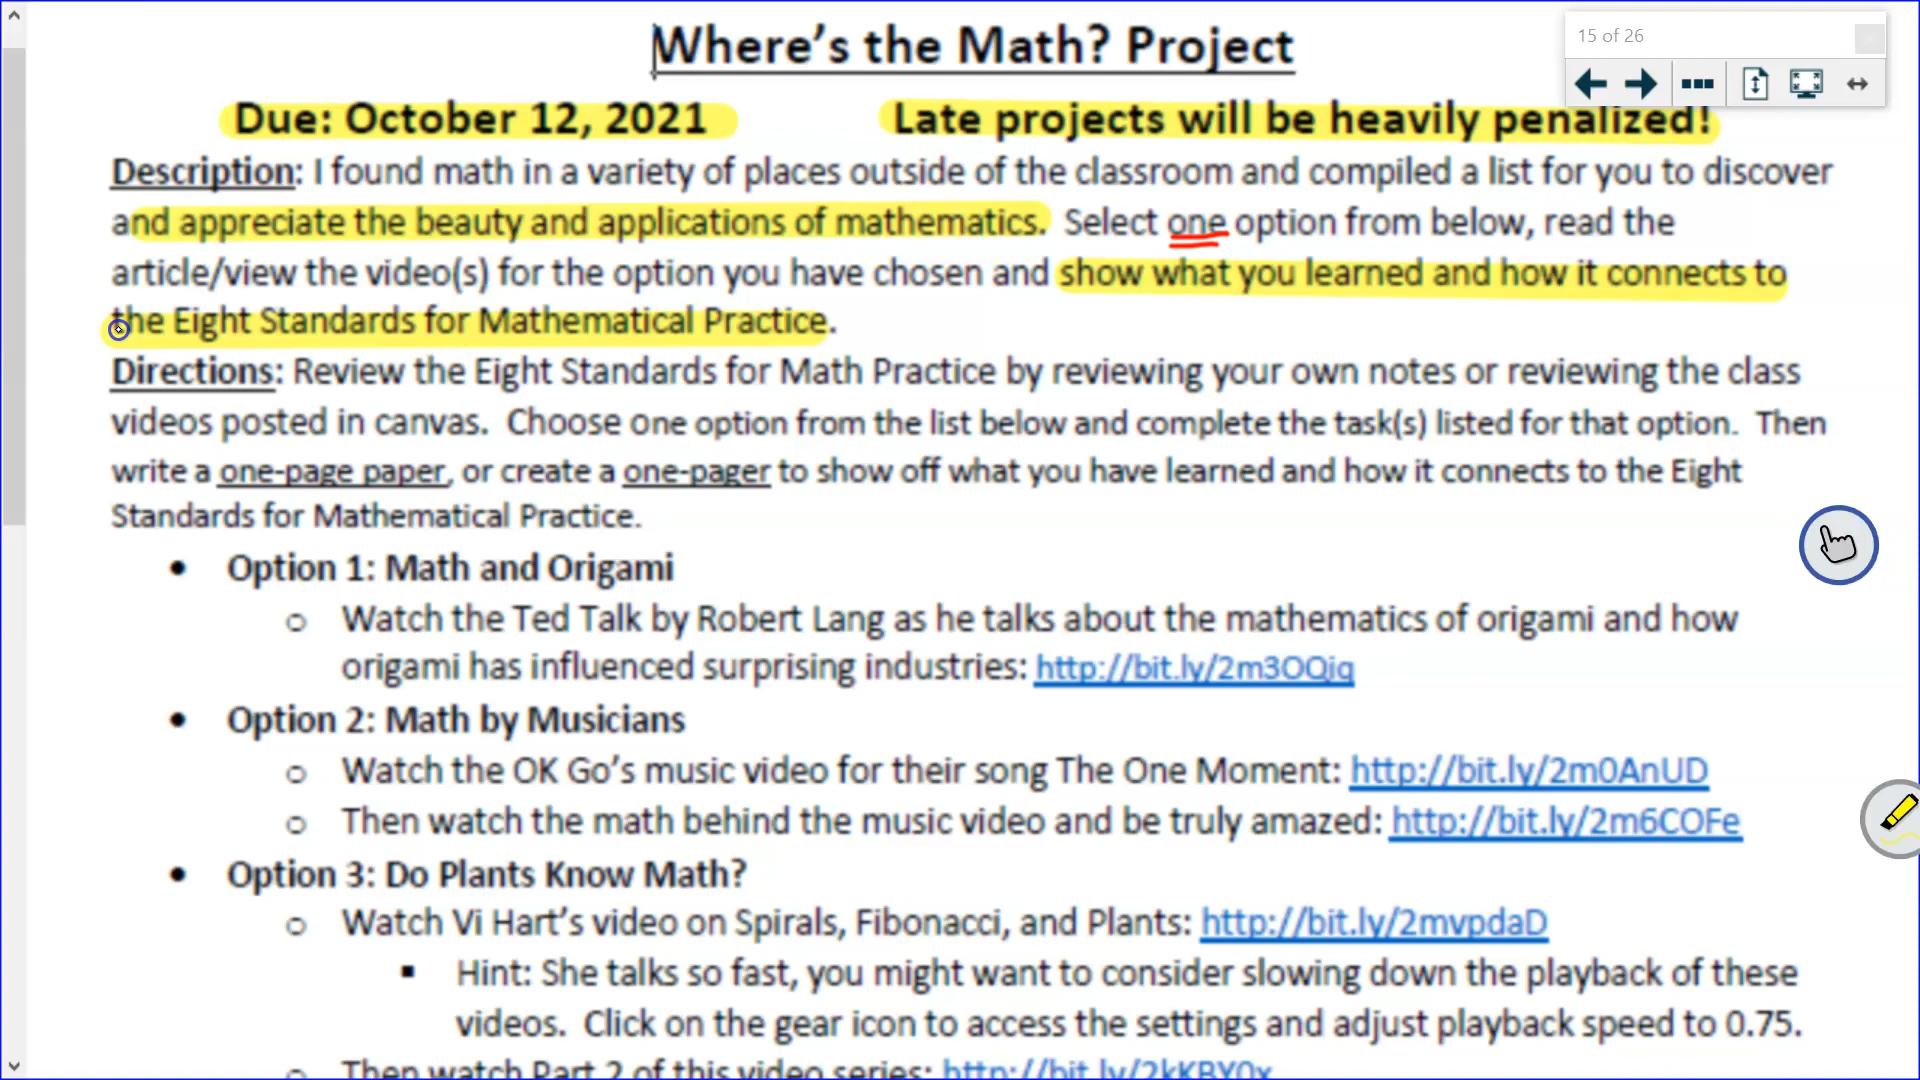 Where's the Math? Project
15 of 26
Due: October 12, 2021 Late projects will be heavily penalized!
Description: I found math in a variety of places outside of the classroom and compiled a list for you to discover
and appreciate the beauty and applications of mathematics. Select one option from below, read the
article/view the video(s) for the option you have chosen and show what you learned and how it connects to
the Eight Standards for Mathematical Practice.
Directions: Review the Eight Standards for Math Practice by reviewing your own notes or reviewing the class
videos posted in canvas. Choose one option from the list below and complete the task(s) listed for that option. Then
write a one-page paper, or create a one-pager to show off what you have learned and how it connects to the Eight
Standards for Mathematical Practice.
• Option 1: Math and Origami
o Watch the Ted Talk by Robert Lang as he talks about the mathematics of origami and how
origami has influenced surprising industries: http://bit.ly/2m3OQjq
• Option 2: Math by Musicians
o Watch the OK Go's music video for their song The One Moment: http://bit.ly/2m0AnUD
o Then watch the math behind the music video and be truly amazed: http://bit.ly/2m6COFe
• Option 3: Do Plants Know Math?
o Watch Vi Hart's video on Spirals, Fibonacci, and Plants: http://bit.ly/2mvpdaD
▪ Hint: She talks so fast, you might want to consider slowing down the playback of these
videos. Click on the gear icon to access the settings and adjust playback speed to 0.75.
o Then watch Part 2 of this video series: http://bit.ly/2kKBY0x